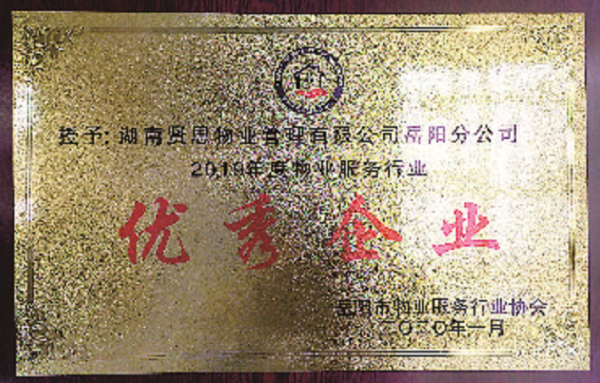 授予:湖南贤恩物业管理有限公司岳阳分公司
2019年度物业服务行业
优秀企业
岳阳市物业服务行业协会
二〇二〇年一月